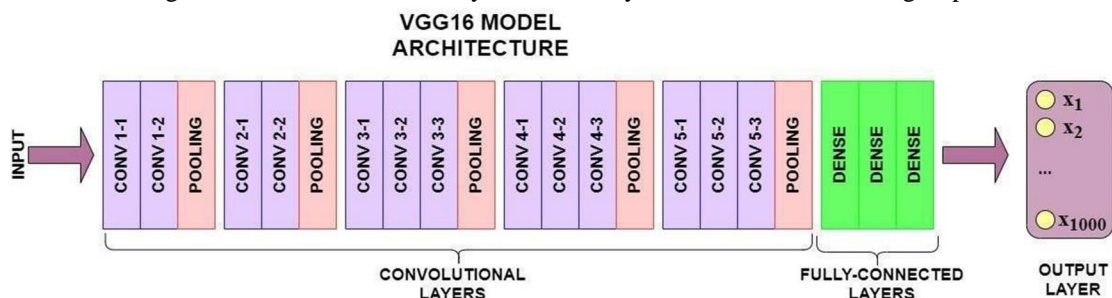 VGG16 MODEL
ARCHITECTURE
INPUT
CONV 1-1
CONV 1-2
POOLING
CONV 2-1
CONV 2-2
POOLING
CONV 3-1
CONV 3-2
CONV 3-3
POOLING
CONV 4-1
CONV 4-2
CONV 4-3
POOLING
CONV 5-1
CONV 5-2
CONV 5-3
POOLING
DENSE
DENSE
DENSE
x1
x2
...
x1000
CONVOLUTIONAL
LAYERS
FULLY-CONNECTED
LAYERS
OUTPUT
LAYER